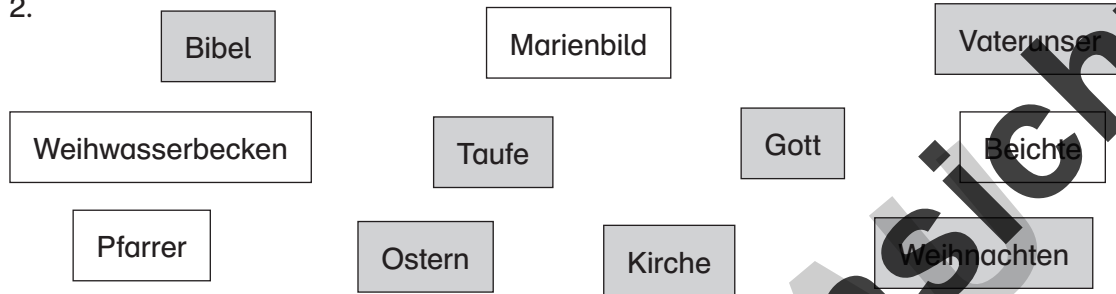 2.
Bibel
Marienbild
Vaterunser
Weihwasserbecken
Taufe
Gott
Beichte
Pfarrer
Ostern
Kirche
Weihnachten